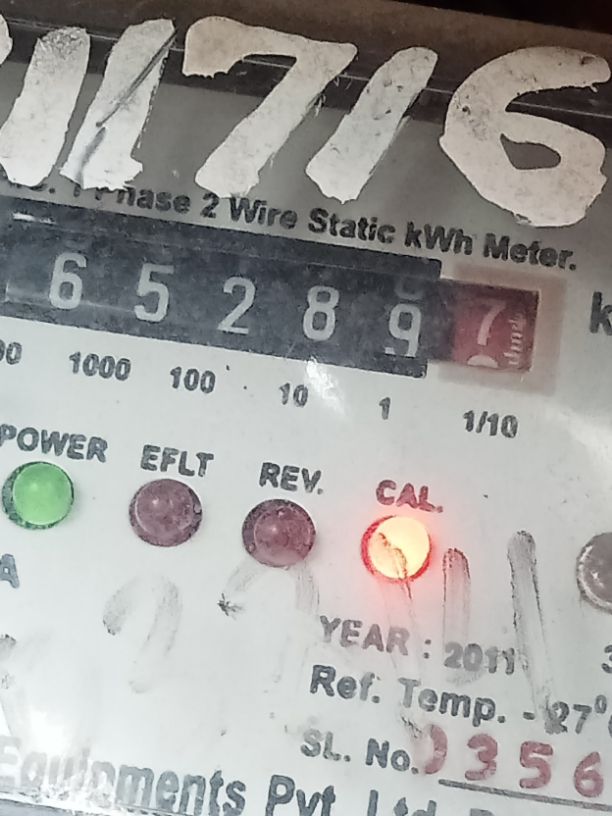 11716
Phase 2 Wire Static kWh Meter.
6 5 2 8 9 7
1000 100 10 1 1/10
POWER EFLT REV. CAL.
A
YEAR : 2011
Ref. Temp. - 27°
SL. No. 356
Equipments Pvt. Ltd.